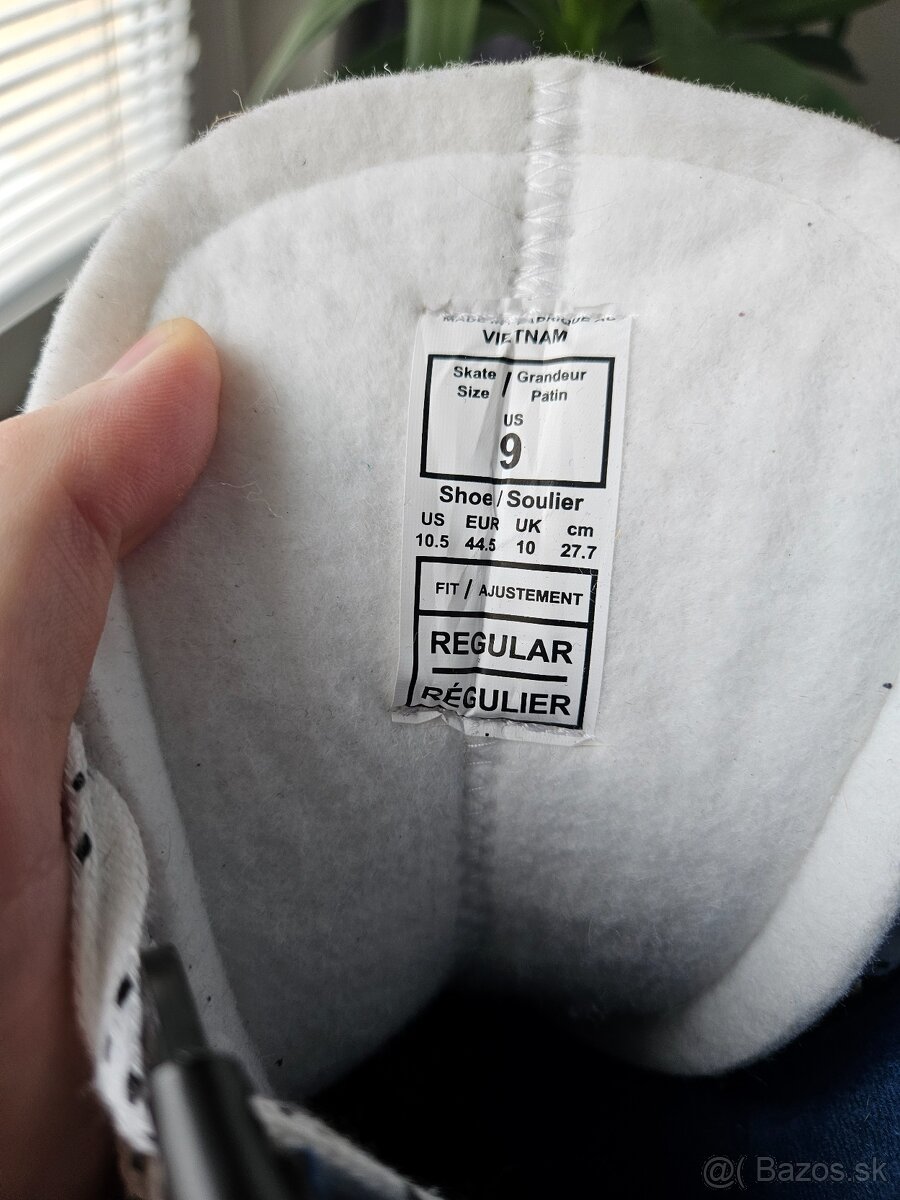 VIETNAM
Skate / Grandeur
Size Patin
US
9
Shoe / Soulier
US EUR UK cm
10.5 44.5 10 27.7
FIT / AJUSTEMENT
REGULAR
RÉGULIER
@( Bazos.sk